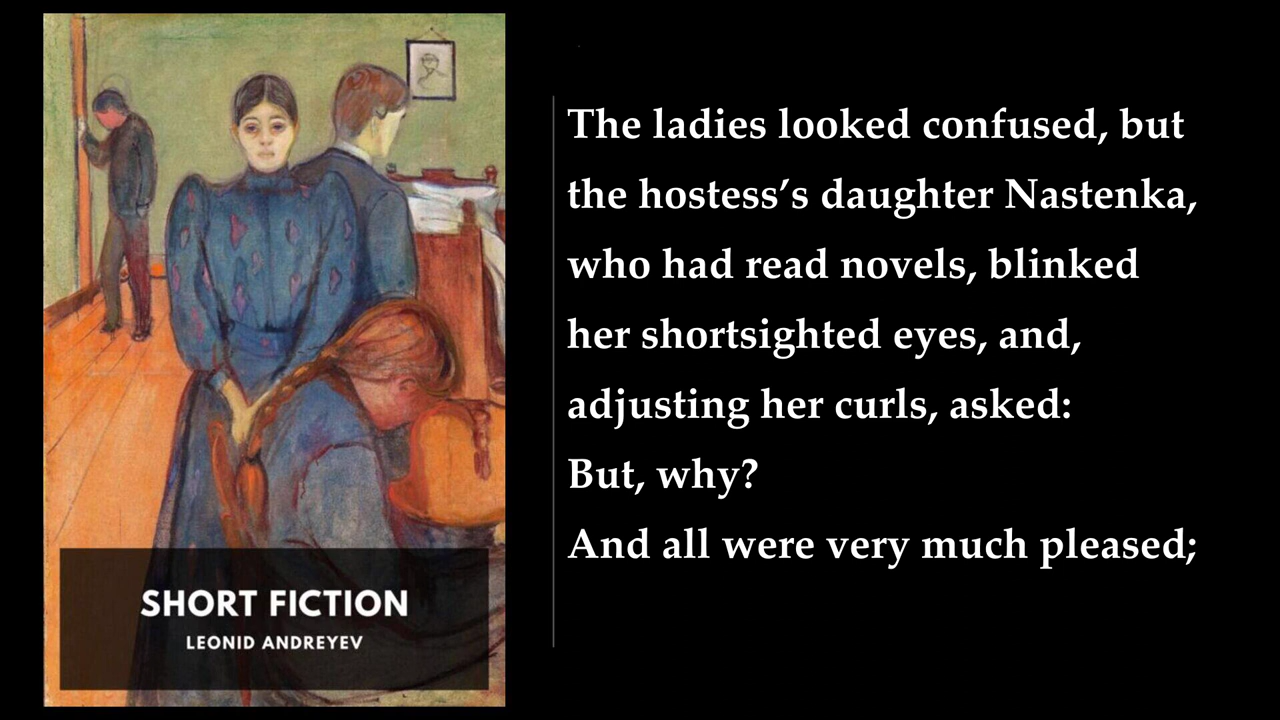 SHORT FICTION
LEONID ANDREYEV
The ladies looked confused, but
the hostess’s daughter Nastenka,
who had read novels, blinked
her shortsighted eyes, and,
adjusting her curls, asked:
But, why?
And all were very much pleased;